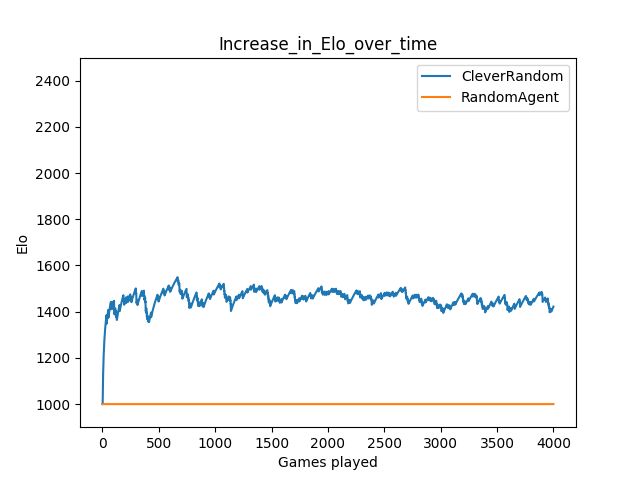 Increase_in_Elo_over_time
CleverRandom
RandomAgent
2400
2200
2000
1800
1600
1400
1200
1000
Elo
0 500 1000 1500 2000 2500 3000 3500 4000
Games played